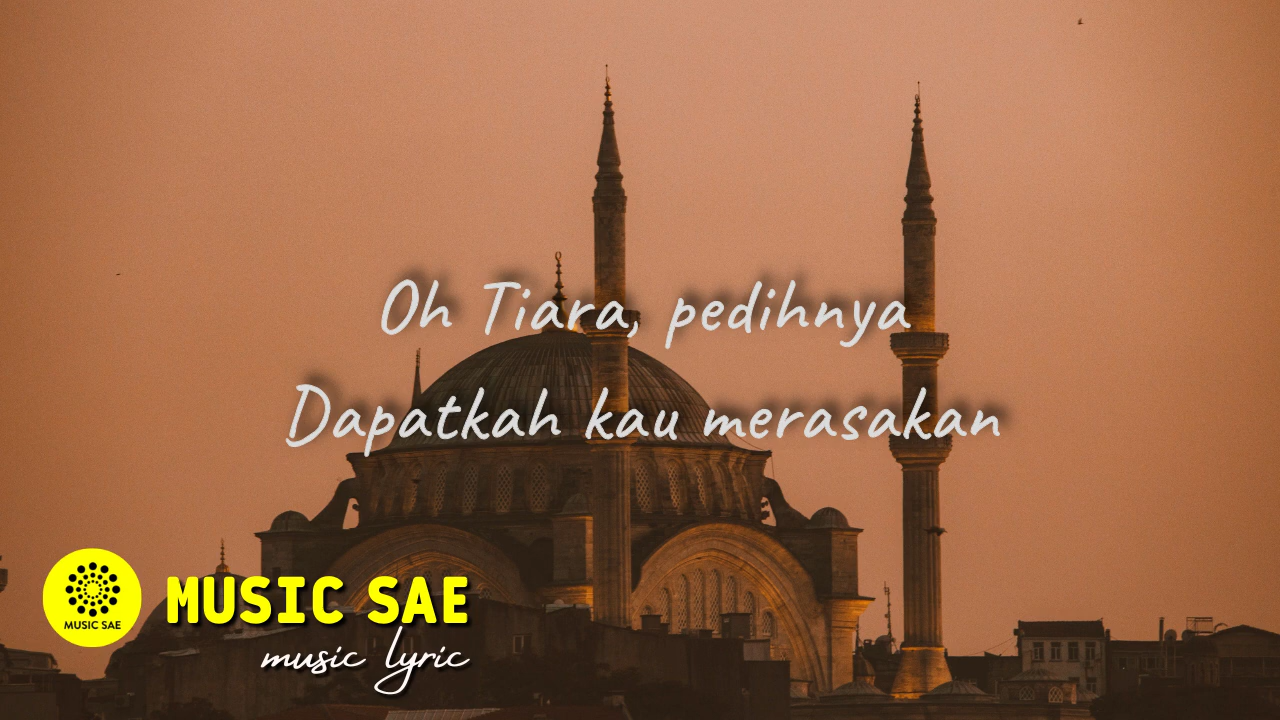 Oh Tiara, pedihnya
Dapatkah kau merasakan
MUSIC SAE
MUSIC SAE
music lyric